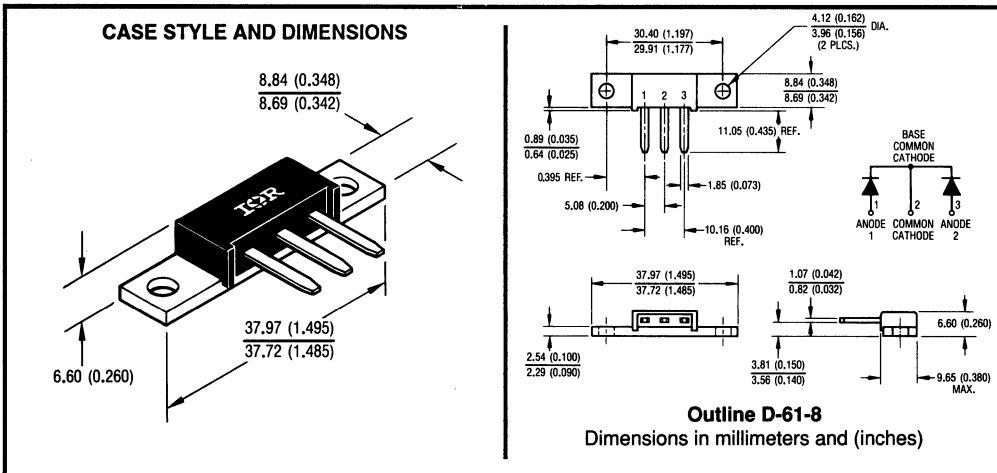 CASE STYLE AND DIMENSIONS
8.84 (0.348)
8.69 (0.342)
IOR
37.97 (1.495)
37.72 (1.485)
6.60 (0.260)
30.40 (1.197)
29.91 (1.177)
4.12 (0.162)
3.96 (0.156)
DIA.
(2 PLCS.)
8.84 (0.348)
8.69 (0.342)
1 2 3
11.05 (0.435) REF.
0.89 (0.035)
0.64 (0.025)
0.395 REF.
1.85 (0.073)
5.08 (0.200)
10.16 (0.400)
REF.
BASE
COMMON
CATHODE
1 2 3
ANODE COMMON ANODE
1 CATHODE 2
37.97 (1.495)
37.72 (1.485)
1.07 (0.042)
0.82 (0.032)
6.60 (0.260)
2.54 (0.100)
2.29 (0.090)
3.81 (0.150)
3.56 (0.140)
9.65 (0.380)
MAX.
Outline D-61-8
Dimensions in millimeters and (inches)